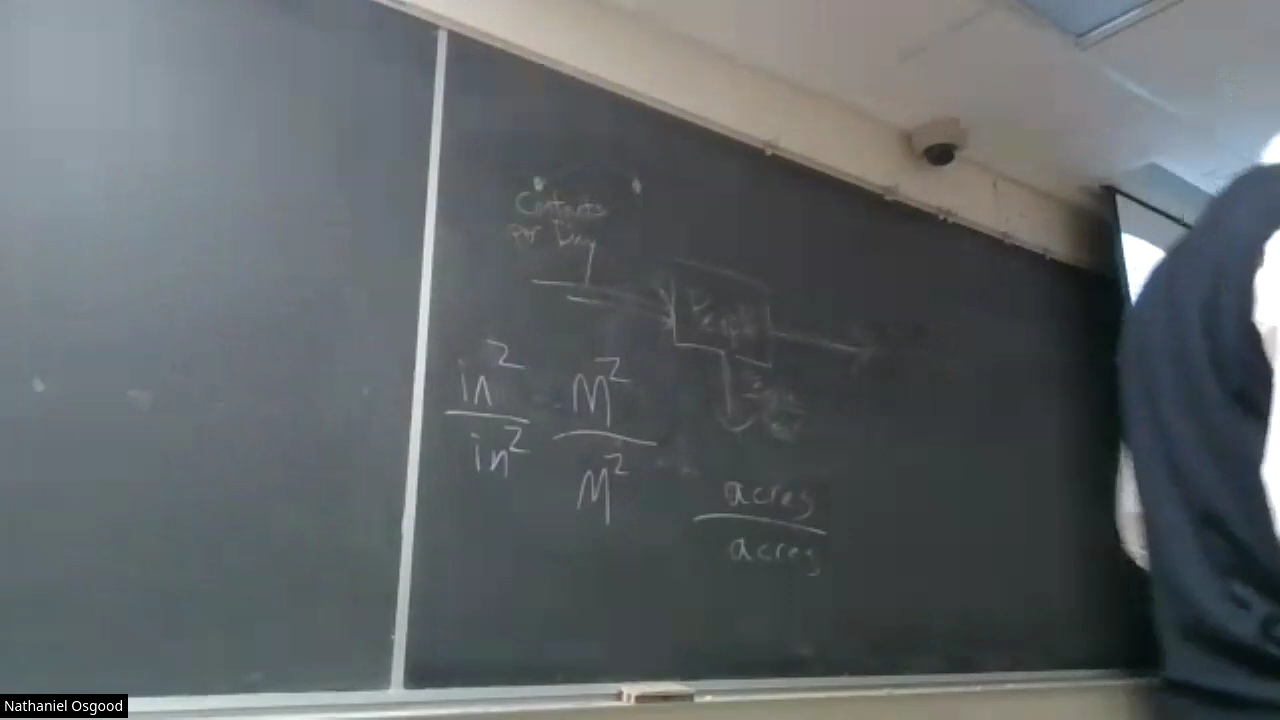 Contacts
per Day
People
in²
in²
M²
M²
acres
acres
Nathaniel Osgood